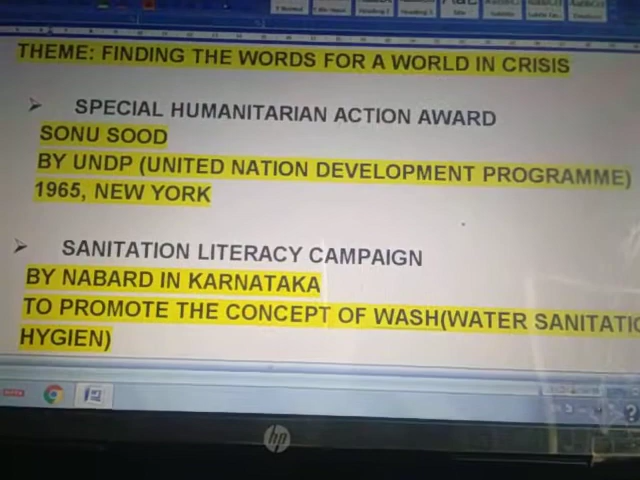 THEME: FINDING THE WORDS FOR A WORLD IN CRISIS
SPECIAL HUMANITARIAN ACTION AWARD
SONU SOOD
BY UNDP (UNITED NATION DEVELOPMENT PROGRAMME)
1965, NEW YORK
SANITATION LITERACY CAMPAIGN
BY NABARD IN KARNATAKA
TO PROMOTE THE CONCEPT OF WASH(WATER SANITATIO
HYGIEN)
hp